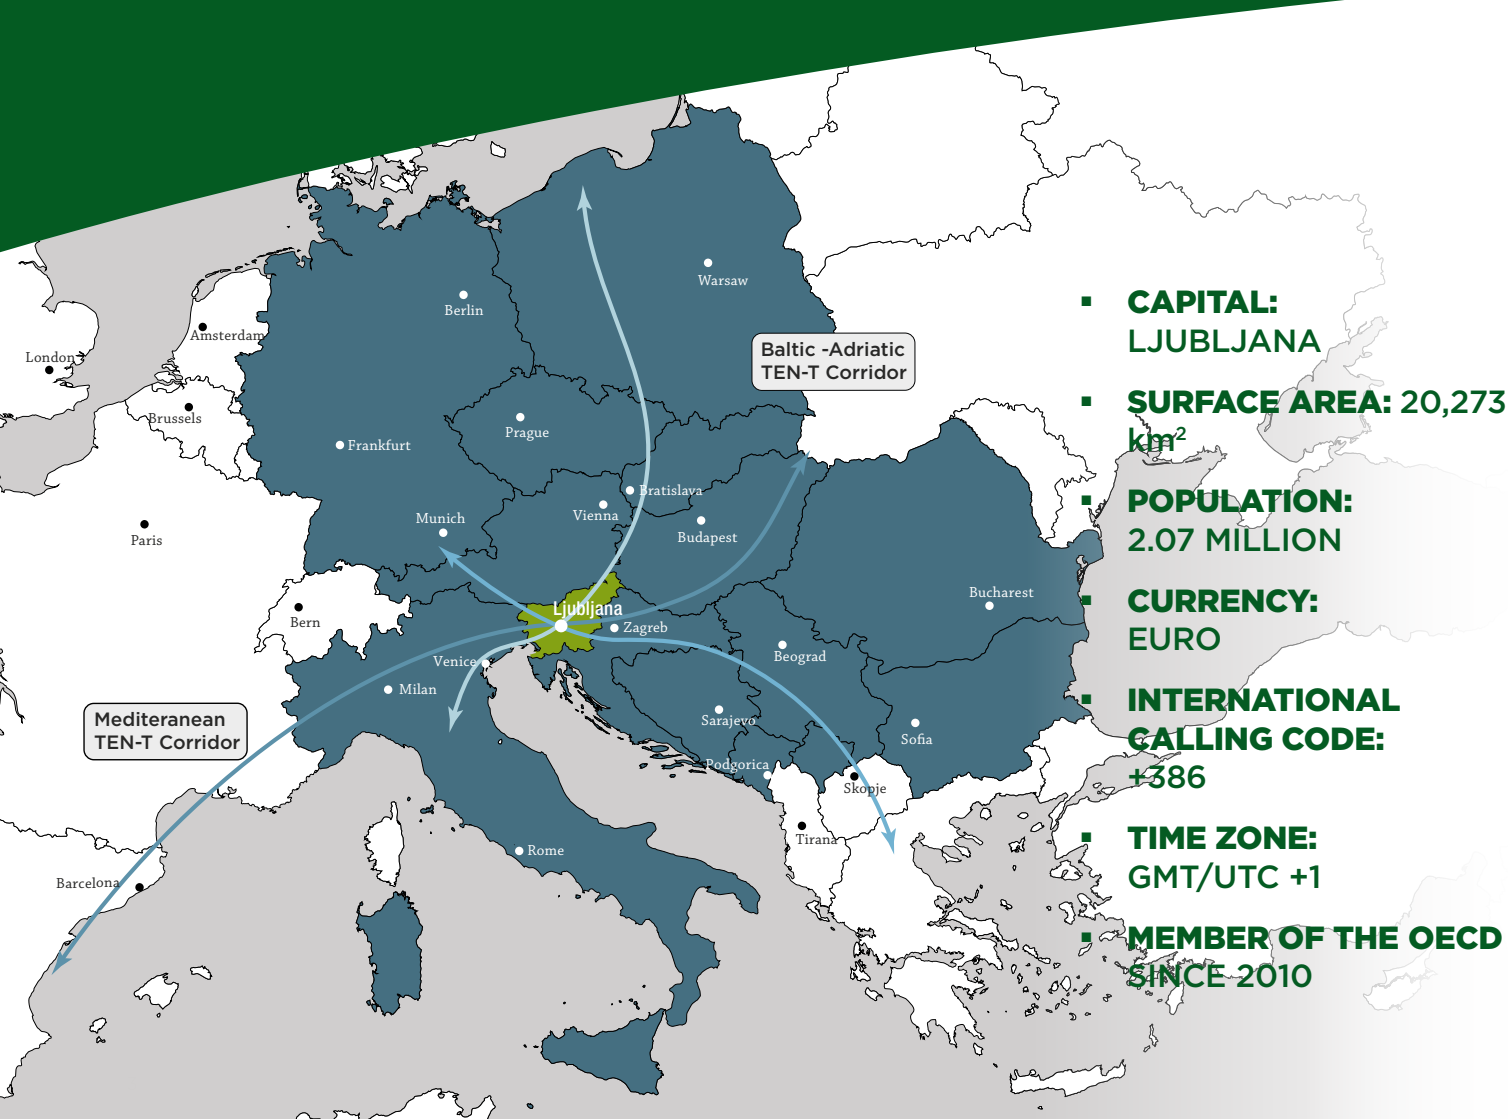 Warsaw
Berlin
Amsterdam
London
Baltic -Adriatic
TEN-T Corridor
Brussels
Prague
Frankfurt
Bratislava
Vienna
Munich
Budapest
Paris
Bucharest
Ljubljana
Bern
Zagreb
Beograd
Venice
Milan
Mediteranean
TEN-T Corridor
Sarajevo
Sofia
Podgorica
Skopje
Tirana
Rome
Barcelona
▪ CAPITAL:
LJUBLJANA
▪ SURFACE AREA: 20,273
km²
▪ POPULATION:
2.07 MILLION
▪ CURRENCY:
EURO
▪ INTERNATIONAL
CALLING CODE:
+386
▪ TIME ZONE:
GMT/UTC +1
▪ MEMBER OF THE OECD
SINCE 2010